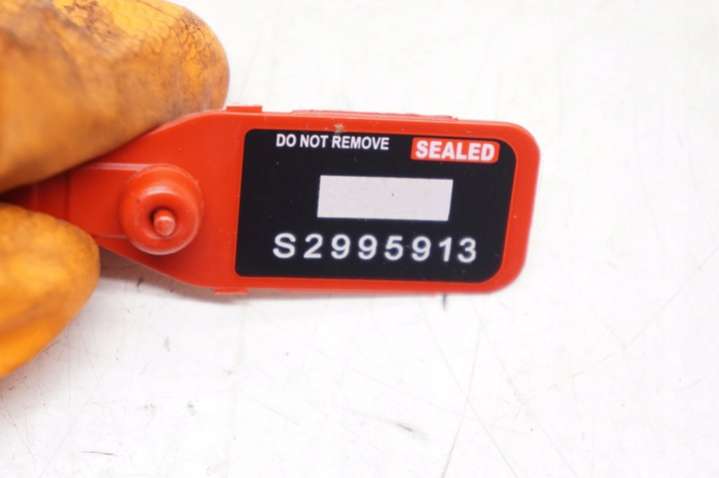 DO NOT REMOVE SEALED
S2995913